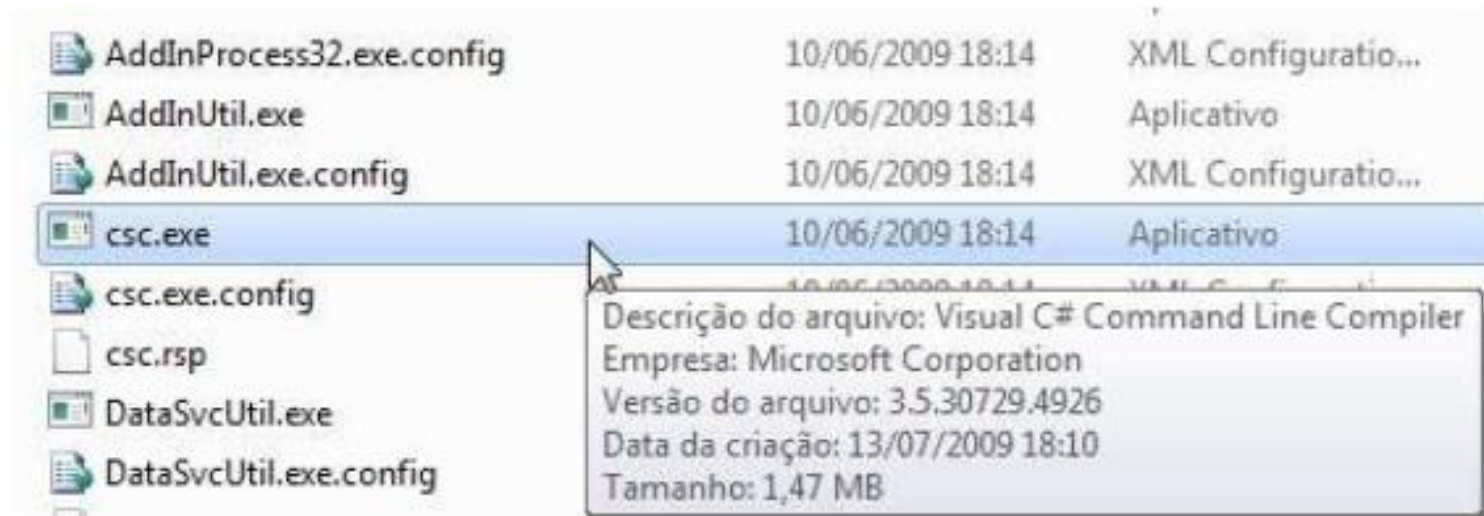 AddInProcess32.exe.config 10/06/2009 18:14 XML Configuratio...
AddInUtil.exe 10/06/2009 18:14 Aplicativo
AddInUtil.exe.config 10/06/2009 18:14 XML Configuratio...
csc.exe 10/06/2009 18:14 Aplicativo
csc.exe.config
csc.rsp
DataSvcUtil.exe
DataSvcUtil.exe.config
Descrição do arquivo: Visual C# Command Line Compiler
Empresa: Microsoft Corporation
Versão do arquivo: 3.5.30729.4926
Data da criação: 13/07/2009 18:10
Tamanho: 1,47 MB